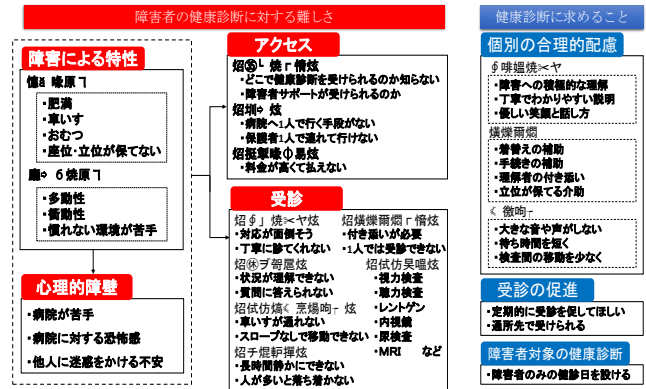 障害者の健康診断に対する難しさ
障害による特性
・肥満
・車いす
・おむつ
・座位・立位が保てない
・多動性
・衝動性
・慣れない環境が苦手
心理的障壁
・病院が苦手
・病院に対する恐怖感
・他人に迷惑をかける不安
アクセス
・どこで健康診断を受けられるのか知らない
・障害者サポートが受けられるのか
・病院へ1人で行く手段がない
・保護者1人で連れて行けない
・料金が高くて払えない
受診
・対応が面倒そう
・丁寧に診てくれない
・状況が理解できない
・質問に答えられない
・車いすが通れない
・スロープなしで移動できない
・長時間静かにできない
・人が多いと落ち着かない
・付き添いが必要
・1人では受診できない
・視力検査
・聴力検査
・レントゲン
・内視鏡
・尿検査
・MRI など
健康診断に求めること
個別の合理的配慮
・障害への積極的な理解
・丁寧でわかりやすい説明
・優しい笑顔と話し方
・着替えの補助
・手続きの補助
・理解者の付き添い
・立位が保てる介助
・大きな音や声がしない
・待ち時間を短く
・検査間の移動を少なく
受診の促進
・定期的に受診を促してほしい
・通所先で受けられる
障害者対象の健康診断
・障害者のみの健診日を設ける